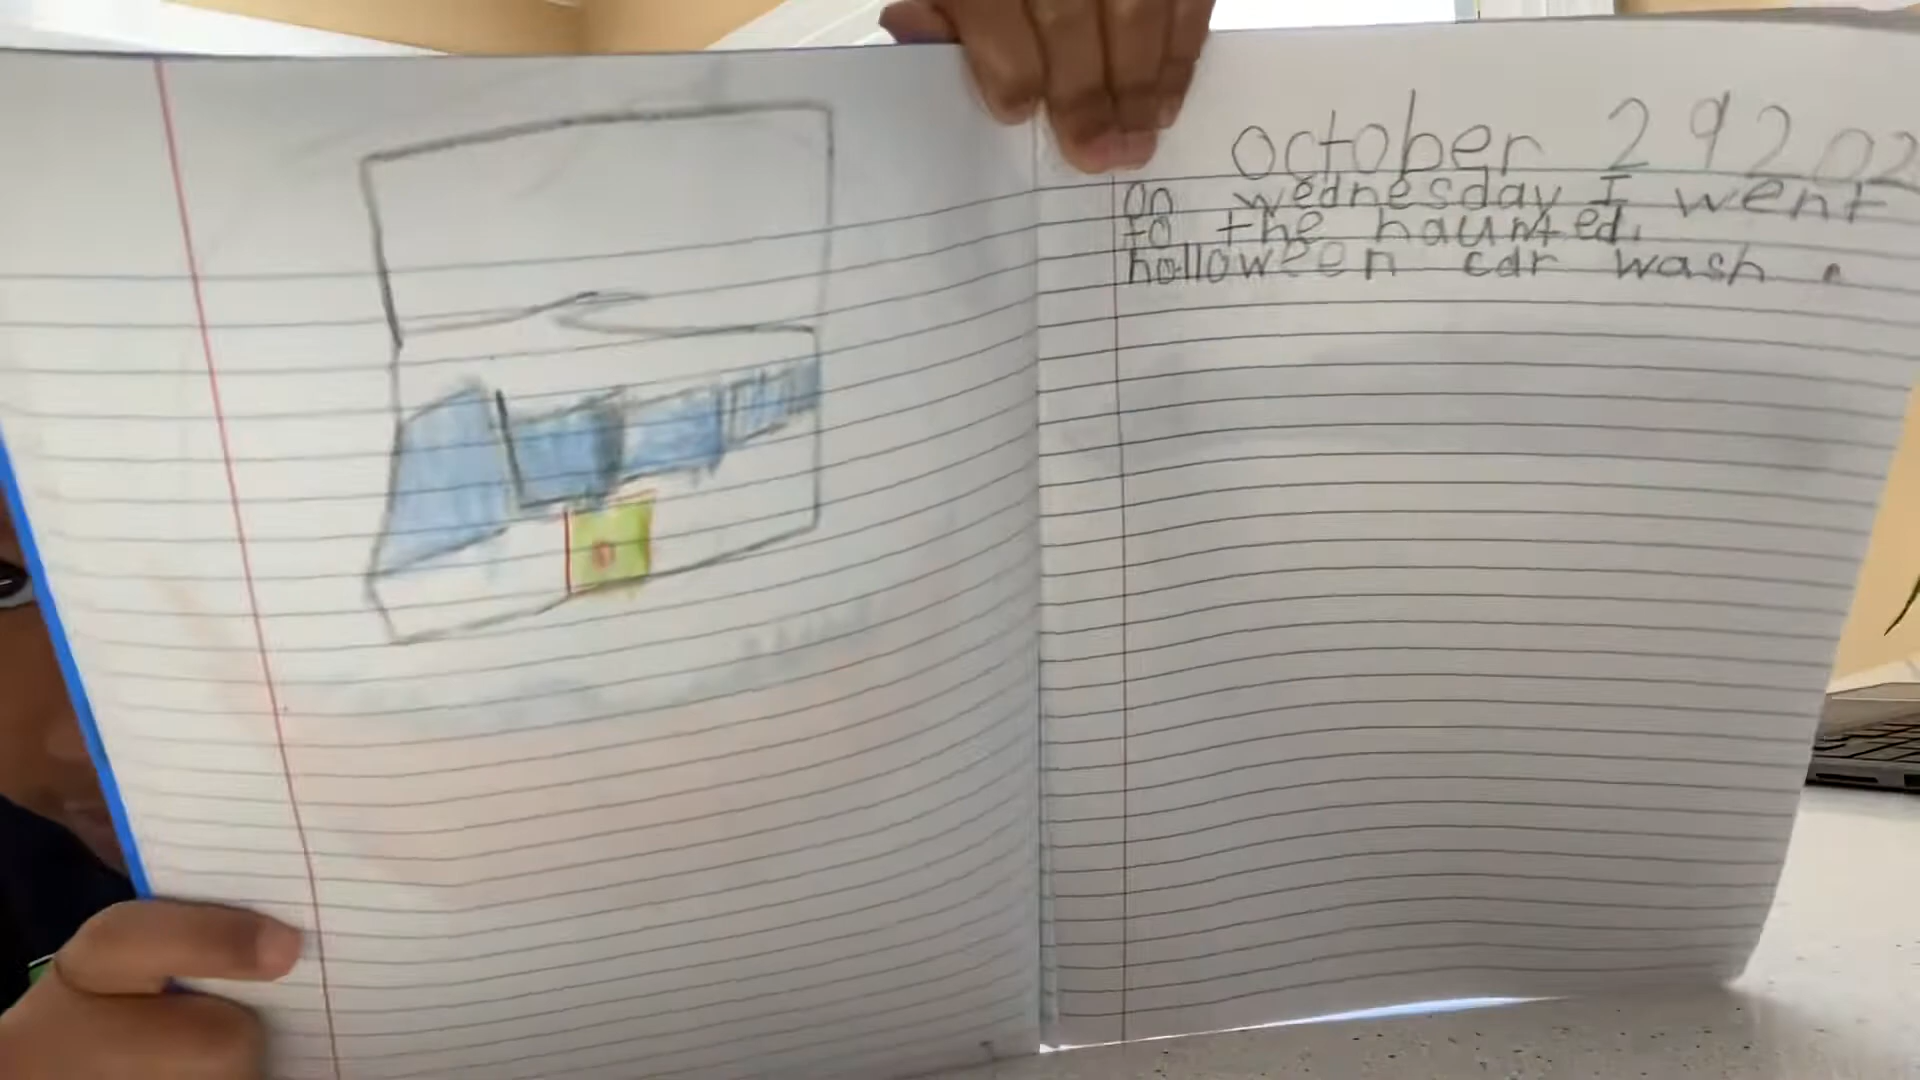 October 29 202
on wednesday I went
to the haunted.
holloween car wash .